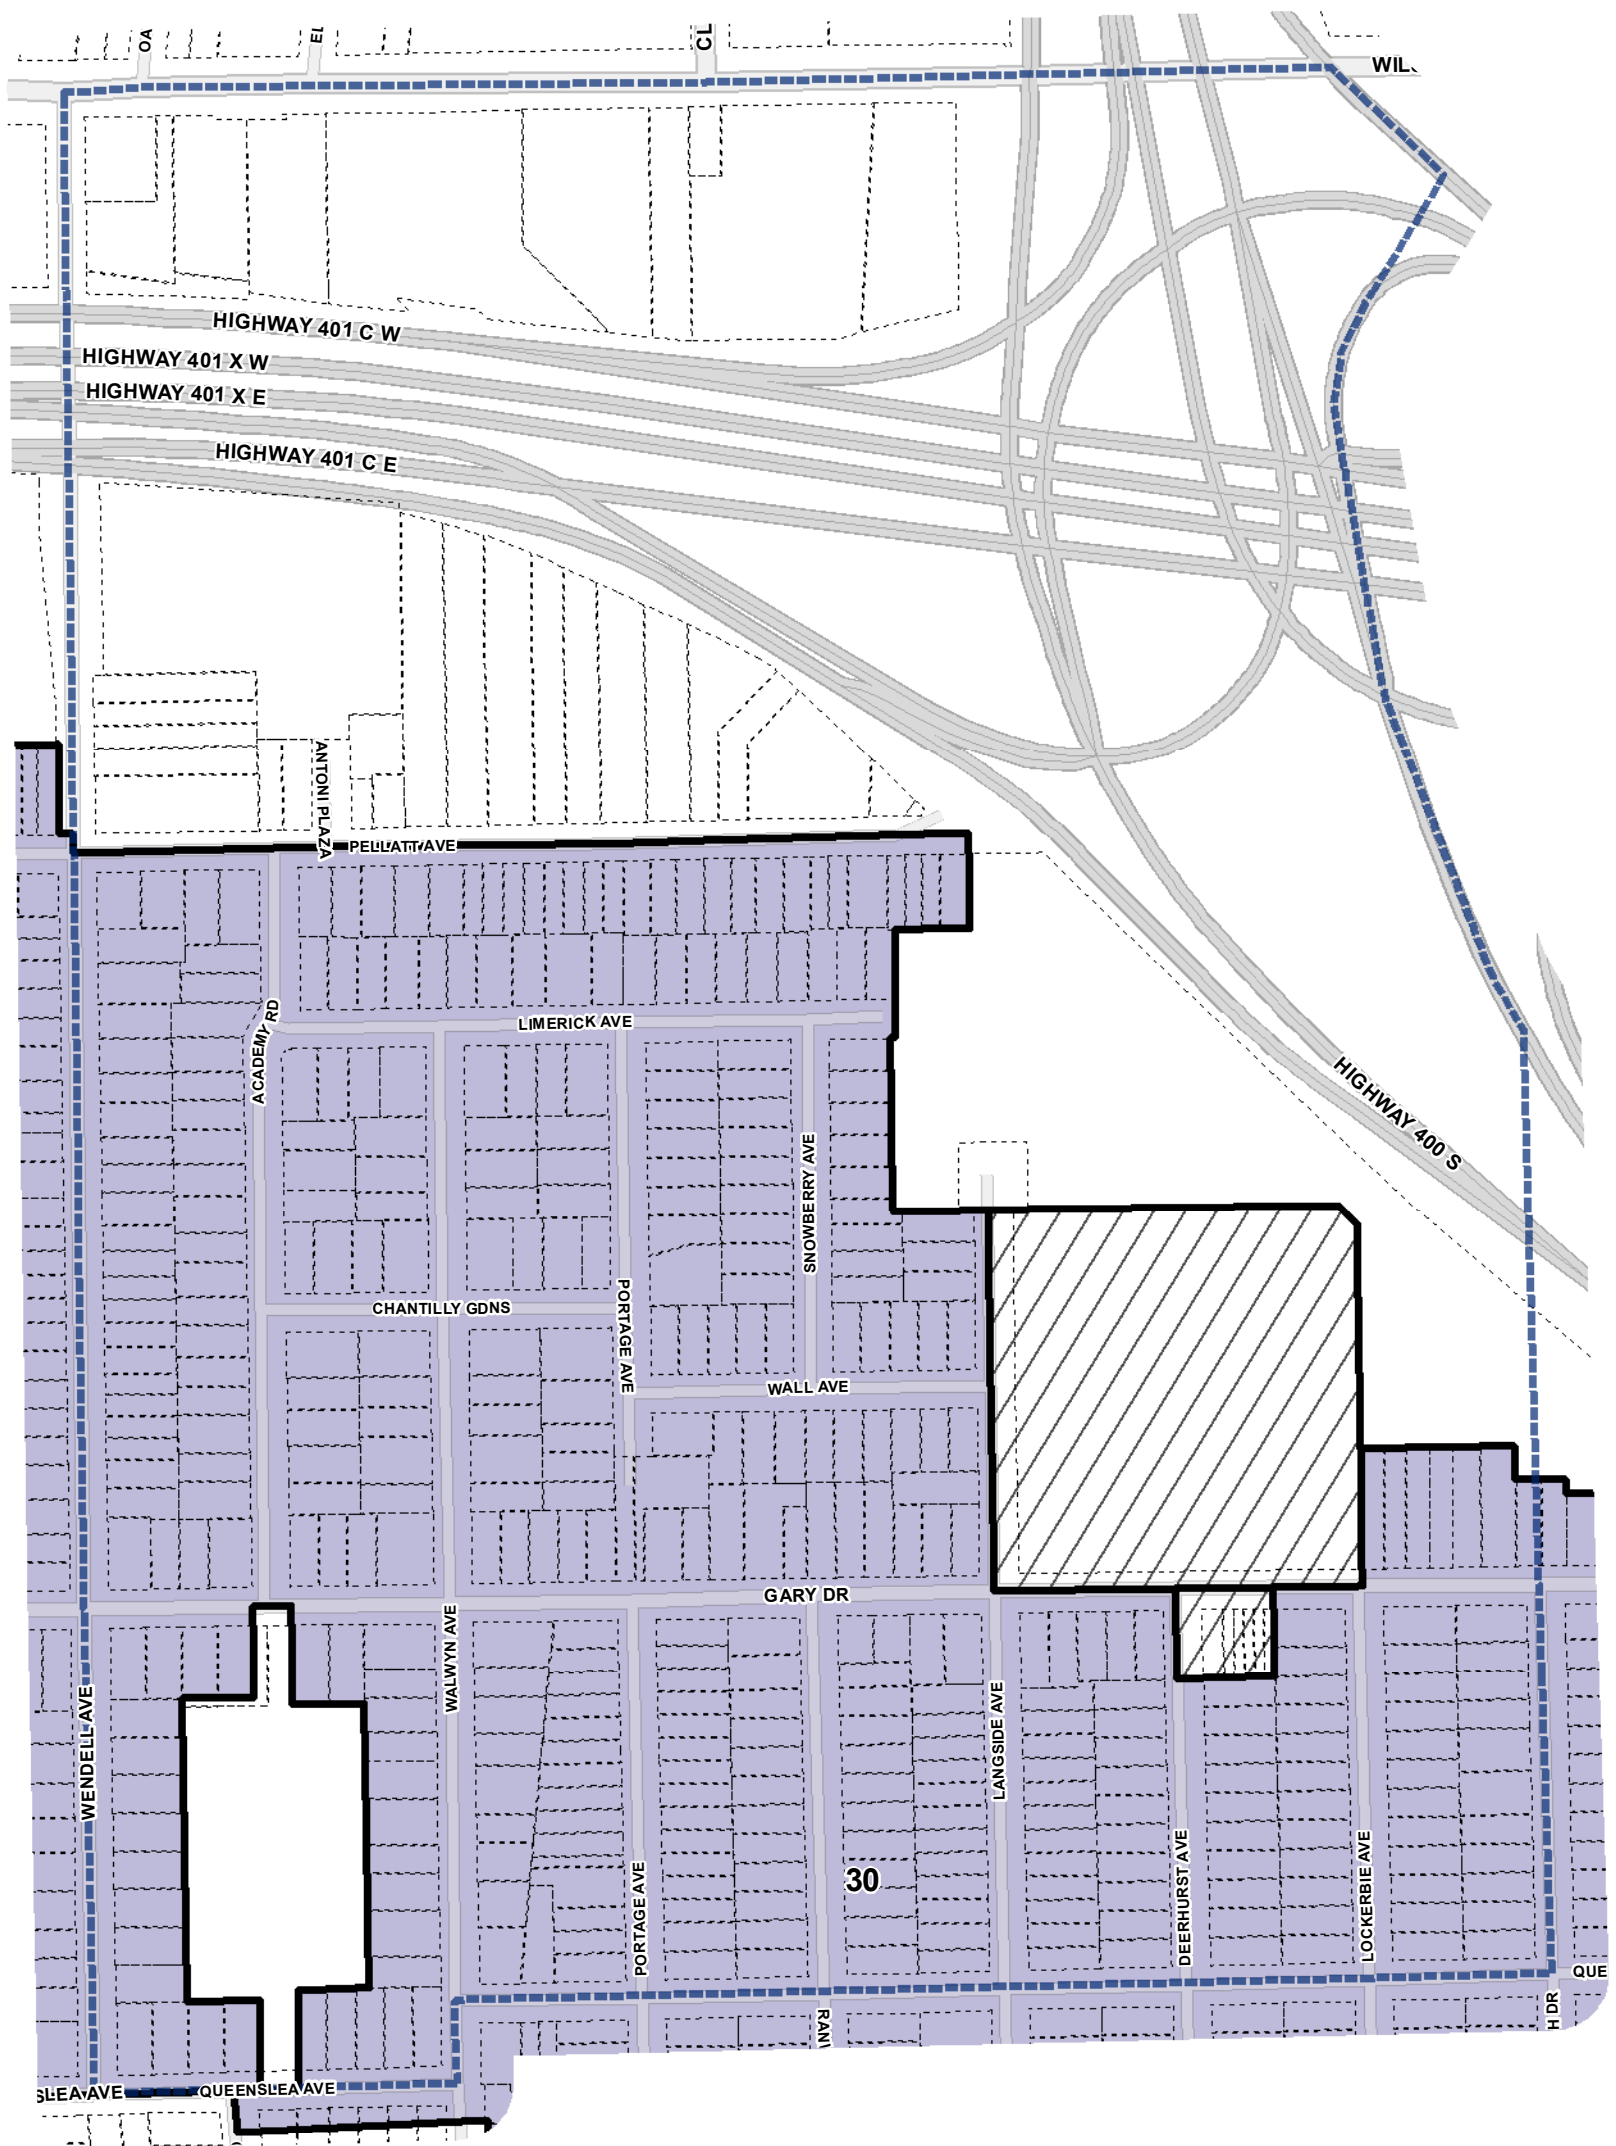 OA
EL
CL
WIL
HIGHWAY 401 C W
HIGHWAY 401 X W
HIGHWAY 401 X E
HIGHWAY 401 C E
ANTONI PLAZA
PELLATT AVE
ACADEMY RD
LIMERICK AVE
HIGHWAY 400 S
SNOWBERRY AVE
CHANTILLY GDNS
PORTAGE AVE
WALL AVE
GARY DR
WALWYN AVE
WENDELL AVE
LANGSIDE AVE
DEERHURST AVE
LOCKERBIE AVE
PORTAGE AVE
30
QUE
H DR
RAN
SLEA AVE
QUEENSLEA AVE